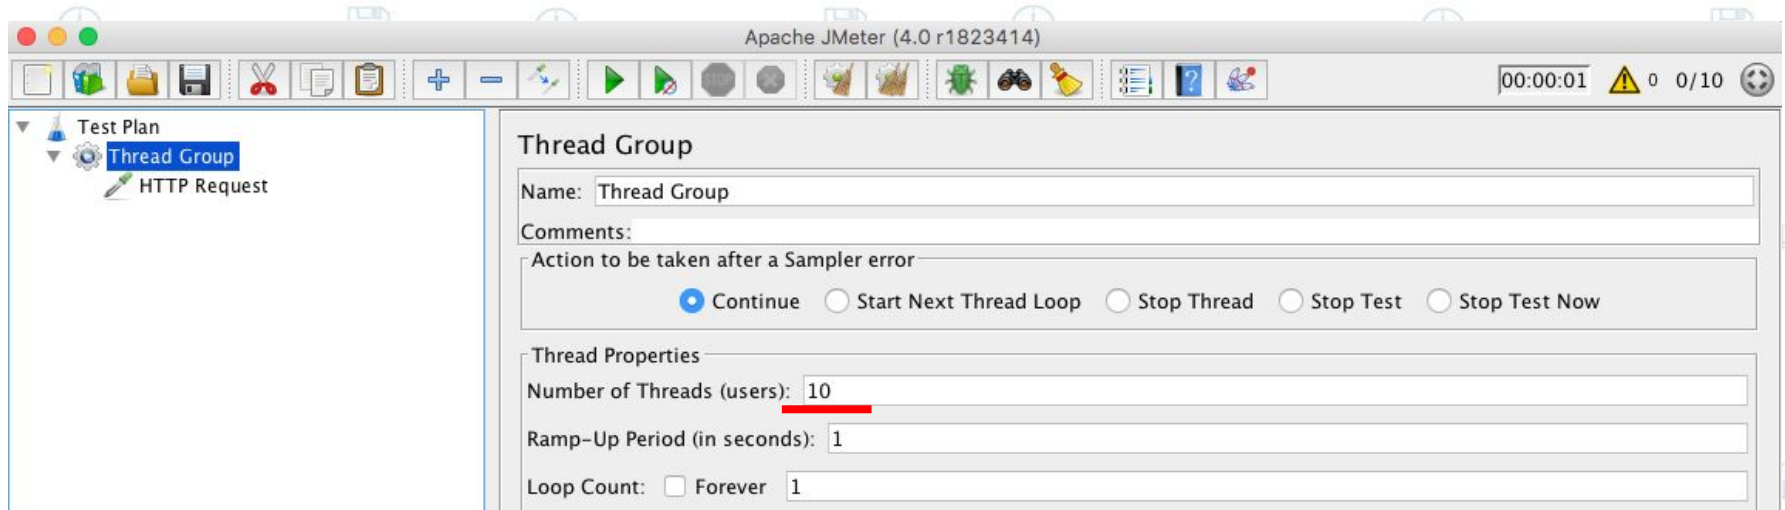 Apache JMeter (4.0 r1823414)
STOP
00:00:01 0 0/10
Test Plan
Thread Group
HTTP Request
Thread Group
Name: Thread Group
Comments:
Action to be taken after a Sampler error
Continue Start Next Thread Loop Stop Thread Stop Test Stop Test Now
Thread Properties
Number of Threads (users): 10
Ramp-Up Period (in seconds): 1
Loop Count: Forever 1